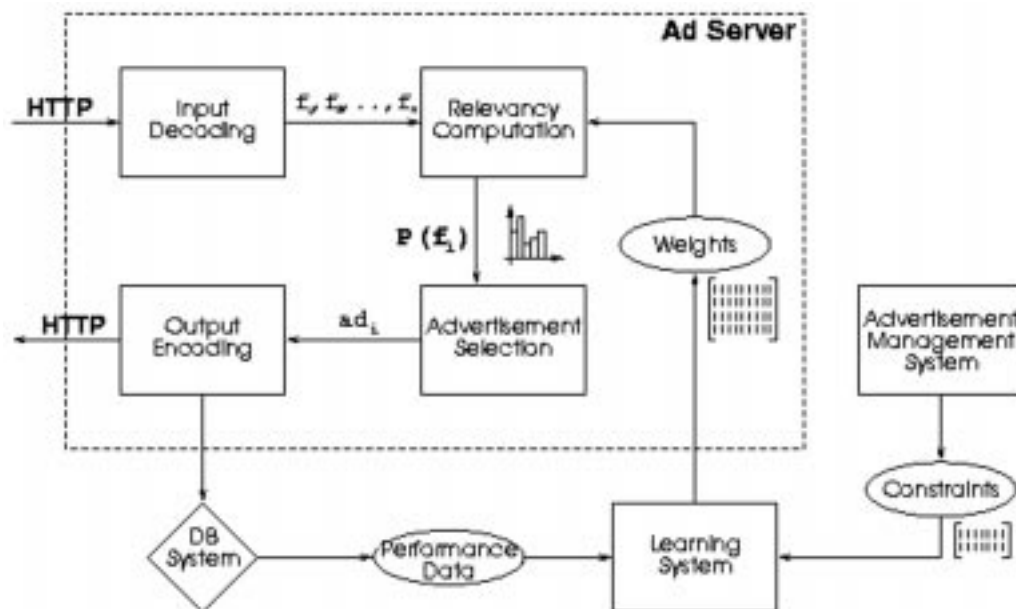 Ad Server
HTTP
Input
Decoding
Relevancy
Computation
P(f_i)
Weights
HTTP
Output
Encoding
ad_i
Advertisement
Selection
Advertisement
Management
System
Constraints
DB
System
Performance
Data
Learning
System